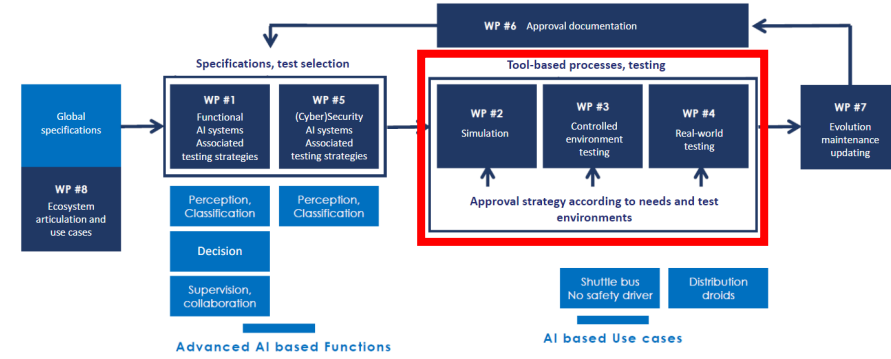 WP #6 Approval documentation
Specifications, test selection
Tool-based processes, testing
Global
specifications
WP #8
Ecosystem
articulation and
use cases
WP #1
Functional
AI systems
Associated
testing strategies
WP #5
(Cyber)Security
AI systems
Associated
testing strategies
WP #2
Simulation
WP #3
Controlled
environment
testing
WP #4
Real-world
testing
Approval strategy according to needs and test
environments
WP #7
Evolution
maintenance
updating
Perception,
Classification
Perception,
Classification
Decision
Supervision,
collaboration
Advanced AI based Functions
Shuttle bus
No safety driver
Distribution
droids
AI based Use cases